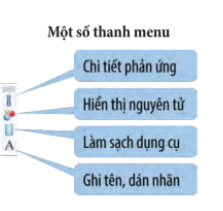 Một số thanh menu
Chi tiết phản ứng
Hiển thị nguyên tử
Làm sạch dụng cụ
A
Ghi tên, dán nhãn